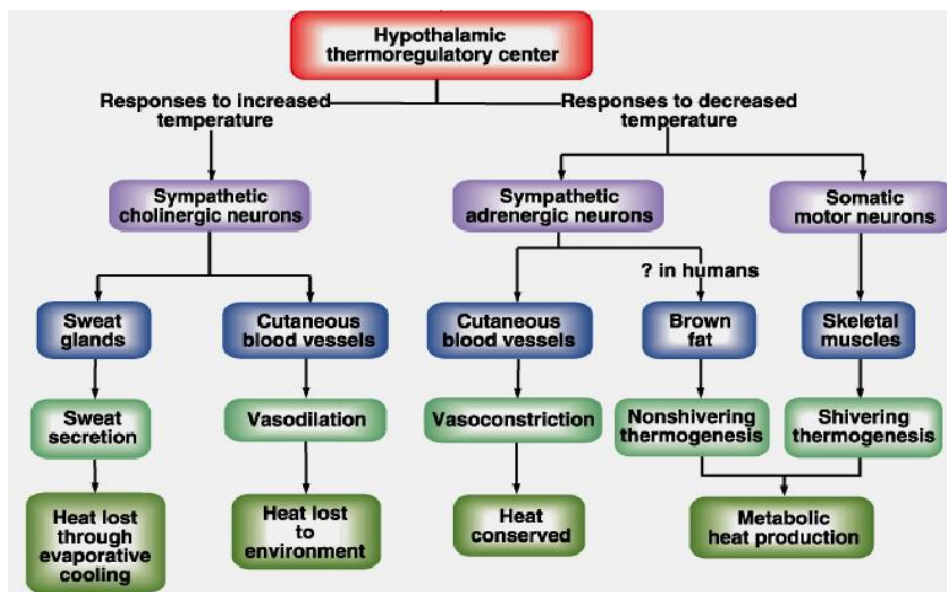 Hypothalamic
thermoregulatory center
Responses to increased
temperature
Responses to decreased
temperature
Sympathetic
cholinergic neurons
Sympathetic
adrenergic neurons
Somatic
motor neurons
? in humans
Sweat
glands
Cutaneous
blood vessels
Cutaneous
blood vessels
Brown
fat
Skeletal
muscles
Sweat
secretion
Vasodilation
Vasoconstriction
Nonshivering
thermogenesis
Shivering
thermogenesis
Heat lost
through
evaporative
cooling
Heat lost
to
environment
Heat
conserved
Metabolic
heat production